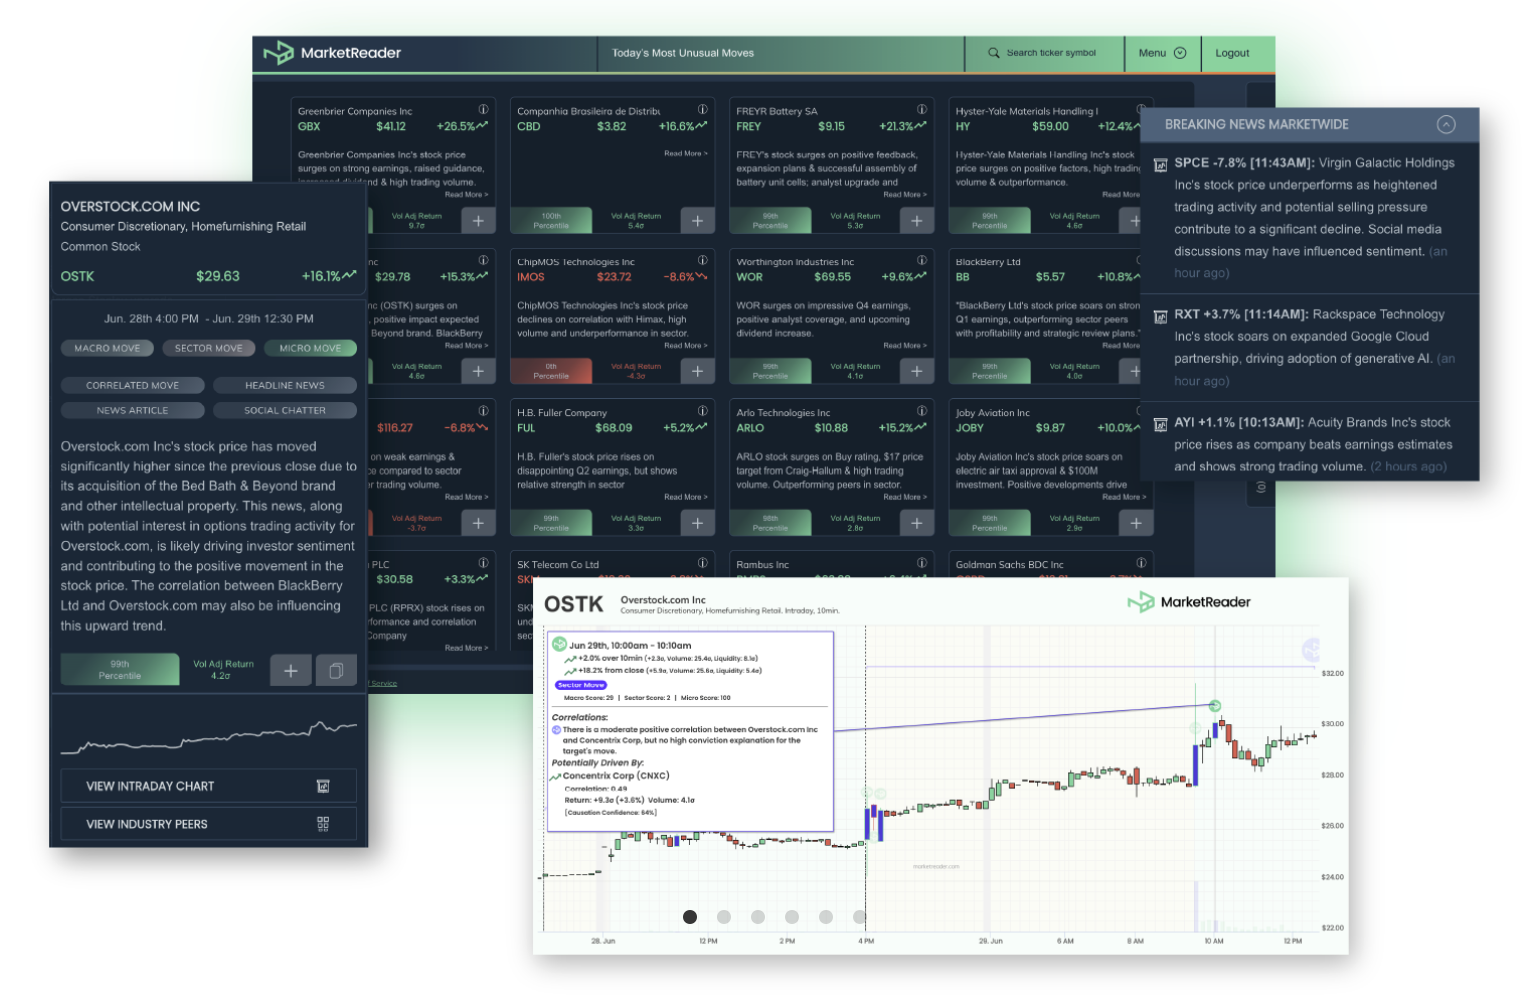 MarketReader
Today's Most Unusual Moves
Search ticker symbol
Menu
Logout
Greenbrier Companies Inc
GBX $41.12 +26.5%
Greenbrier Companies Inc's stock price
surges on strong earnings, raised guidance,
increased dividend & high trading volume.
Read More >
Vol Adj Return
9.7σ
+
Companhia Brasileira de Distribu
CBD $3.82 +16.6%
Read More >
100th
Percentile
Vol Adj Return
5.4σ
+
FREYR Battery SA
FREY $9.15 +21.3%
FREY's stock surges on positive feedback,
expansion plans & successful assembly of
battery unit cells; analyst upgrade and
Read More >
99th
Percentile
Vol Adj Return
5.3σ
+
Hyster-Yale Materials Handling I
HY $59.00 +12.4%
Hyster-Yale Materials Handling Inc's stock
price surges on positive factors, high trading
volume & outperformance.
Read More >
99th
Percentile
Vol Adj Return
4.6σ
+
nc
$29.78 +15.3%
nc (OSTK) surges on
, positive impact expected
Beyond brand. BlackBerry
Read More >
Vol Adj Return
4.6σ
+
ChipMOS Technologies Inc
IMOS $23.72 -8.6%
ChipMOS Technologies Inc's stock price
declines on correlation with Himax, high
volume and underperformance in sector.
Read More >
0th
Percentile
Vol Adj Return
-4.3σ
+
Worthington Industries Inc
WOR $69.55 +9.6%
WOR surges on impressive Q4 earnings,
positive analyst coverage, and upcoming
dividend increase.
Read More >
99th
Percentile
Vol Adj Return
4.1σ
+
BlackBerry Ltd
BB $5.57 +10.8%
"BlackBerry Ltd's stock price soars on strong
Q1 earnings, outperforming sector peers
with profitability and strategic review plans."
Read More >
99th
Percentile
Vol Adj Return
4.0σ
+
$116.27 -6.8%
on weak earnings &
ce compared to sector
r trading volume.
Read More >
Vol Adj Return
-3.7σ
+
H.B. Fuller Company
FUL $68.09 +5.2%
H.B. Fuller's stock price rises on
disappointing Q2 earnings, but shows
relative strength in sector
Read More >
99th
Percentile
Vol Adj Return
3.3σ
+
Arlo Technologies Inc
ARLO $10.88 +15.2%
ARLO stock surges on Buy rating, $17 price
target from Craig-Hallum & high trading
volume. Outperforming peers in sector.
Read More >
98th
Percentile
Vol Adj Return
2.8σ
+
Joby Aviation Inc
JOBY $9.87 +10.0%
Joby Aviation Inc's stock price soars on
electric air taxi approval & $100M
investment. Positive developments drive
Read More >
99th
Percentile
Vol Adj Return
2.9σ
+
PLC
$30.58 +3.3%
PLC (RPRX) stock rises on
rformance and correlation
Company
Read More >
SK Telecom Co Ltd
Rambus Inc
Goldman Sachs BDC Inc
f Service
(0)
OVERSTOCK.COM INC
Consumer Discretionary, Homefurnishing Retail
Common Stock
OSTK $29.63 +16.1%
Jun. 28th 4:00 PM - Jun. 29th 12:30 PM
MACRO MOVE SECTOR MOVE MICRO MOVE
CORRELATED MOVE HEADLINE NEWS
NEWS ARTICLE SOCIAL CHATTER
Overstock.com Inc's stock price has moved
significantly higher since the previous close due to
its acquisition of the Bed Bath & Beyond brand
and other intellectual property. This news, along
with potential interest in options trading activity for
Overstock.com, is likely driving investor sentiment
and contributing to the positive movement in the
stock price. The correlation between BlackBerry
Ltd and Overstock.com may also be influencing
this upward trend.
99th
Percentile
Vol Adj Return
4.2σ
+
VIEW INTRADAY CHART
VIEW INDUSTRY PEERS
BREAKING NEWS MARKETWIDE
SPCE -7.8% [11:43AM]: Virgin Galactic Holdings
Inc's stock price underperforms as heightened
trading activity and potential selling pressure
contribute to a significant decline. Social media
discussions may have influenced sentiment. (an
hour ago)
RXT +3.7% [11:14AM]: Rackspace Technology
Inc's stock soars on expanded Google Cloud
partnership, driving adoption of generative AI. (an
hour ago)
AYI +1.1% [10:13AM]: Acuity Brands Inc's stock
price rises as company beats earnings estimates
and shows strong trading volume. (2 hours ago)
OSTK
Overstock.com Inc
Consumer Discretionary, Homefurnishing Retail. Intraday, 10min.
MarketReader
Jun 29th, 10:00am - 10:10am
+2.0% over 10min (+2.3σ, Volume: 25.4σ, Liquidity: 8.1σ)
+18.2% from close (+5.9σ, Volume: 25.6σ, Liquidity: 5.4σ)
Sector Move
Macro Score: 29 | Sector Score: 2 | Micro Score: 100
Correlations:
There is a moderate positive correlation between Overstock.com Inc
and Concentrix Corp, but no high conviction explanation for the
target's move.
Potentially Driven By:
Concentrix Corp (CNXC)
Correlation: 0.49
Return: +9.3σ (+3.6%) Volume: 4.1σ
[Causation Confidence: 54%]
marketreader.com
$32.00
$30.00
$28.00
$26.00
$24.00
$22.00
28. Jun 12 PM 2 PM 4 PM 29. Jun 6 AM 8 AM 10 AM 12 PM